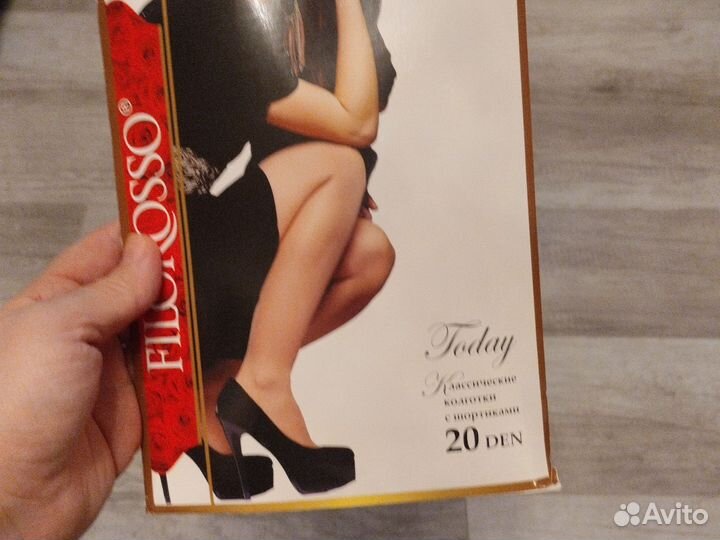 FILOROSSO®
Today
Классические
колготки
с шортиками
20 DEN
Avito